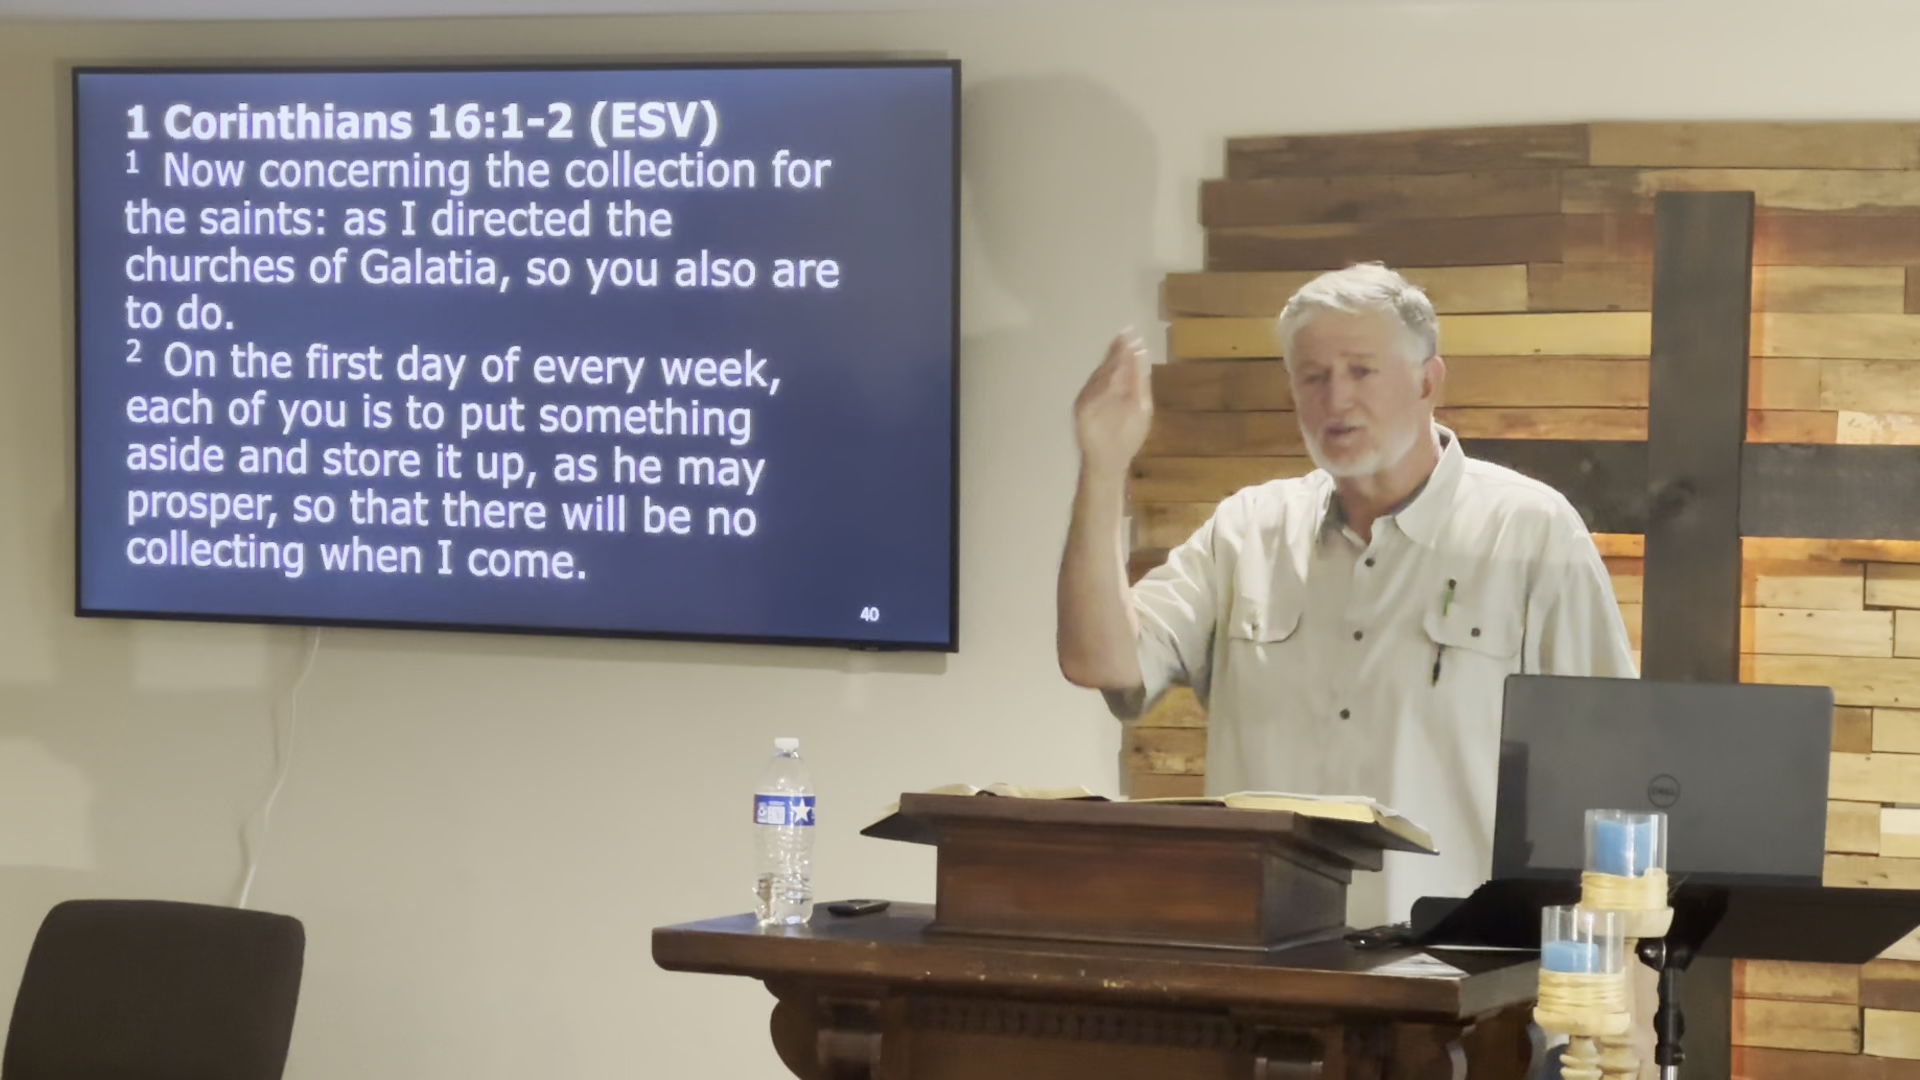 1 Corinthians 16:1-2 (ESV)
1 Now concerning the collection for
the saints: as I directed the
churches of Galatia, so you also are
to do.
2 On the first day of every week,
each of you is to put something
aside and store it up, as he may
prosper, so that there will be no
collecting when I come.
40
DELL